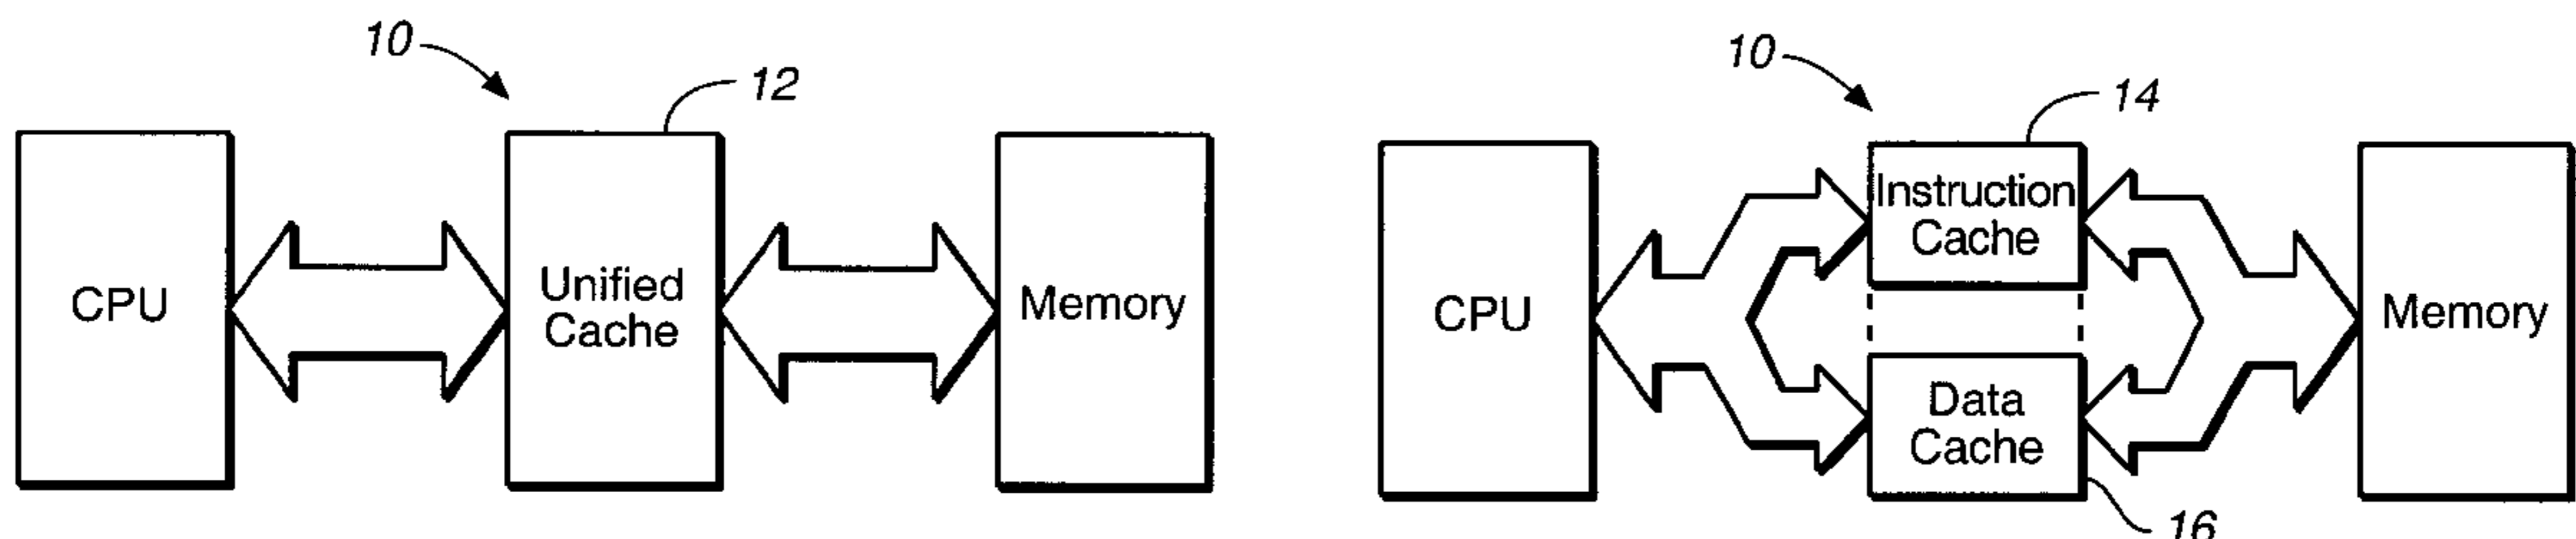 10
12
CPU
Unified
Cache
Memory
10
14
CPU
Instruction
Cache
Data
Cache
Memory
16